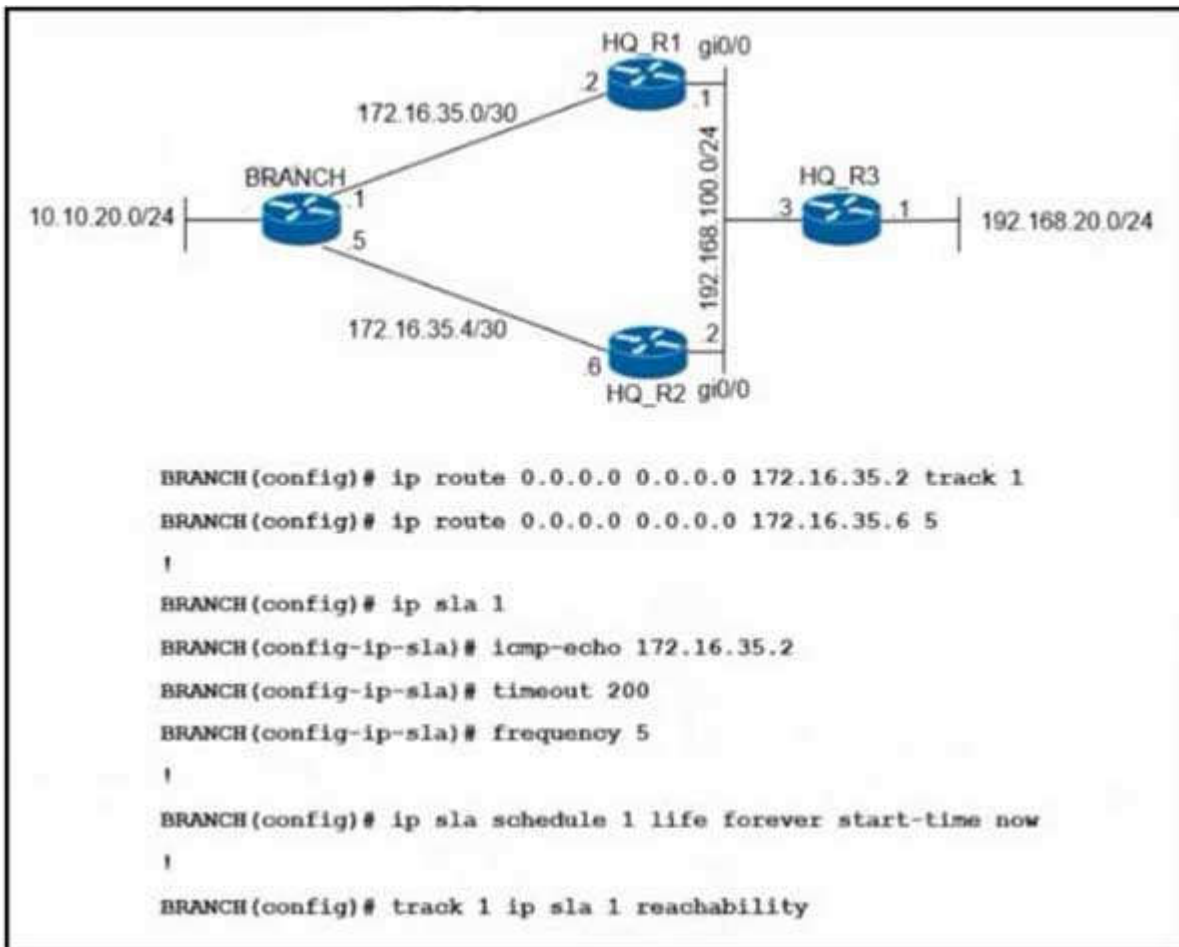 HQ_R1 gi0/0
.2
.1
172.16.35.0/30
BRANCH
.1
10.10.20.0/24
.5
192.168.100.0/24
HQ_R3
3
.1
192.168.20.0/24
172.16.35.4/30
.2
.6
HQ_R2 gi0/0
BRANCH(config)# ip route 0.0.0.0 0.0.0.0 172.16.35.2 track 1
BRANCH(config)# ip route 0.0.0.0 0.0.0.0 172.16.35.6 5
!
BRANCH(config)# ip sla 1
BRANCH(config-ip-sla)# icmp-echo 172.16.35.2
BRANCH(config-ip-sla)# timeout 200
BRANCH(config-ip-sla)# frequency 5
!
BRANCH(config)# ip sla schedule 1 life forever start-time now
!
BRANCH(config)# track 1 ip sla 1 reachability